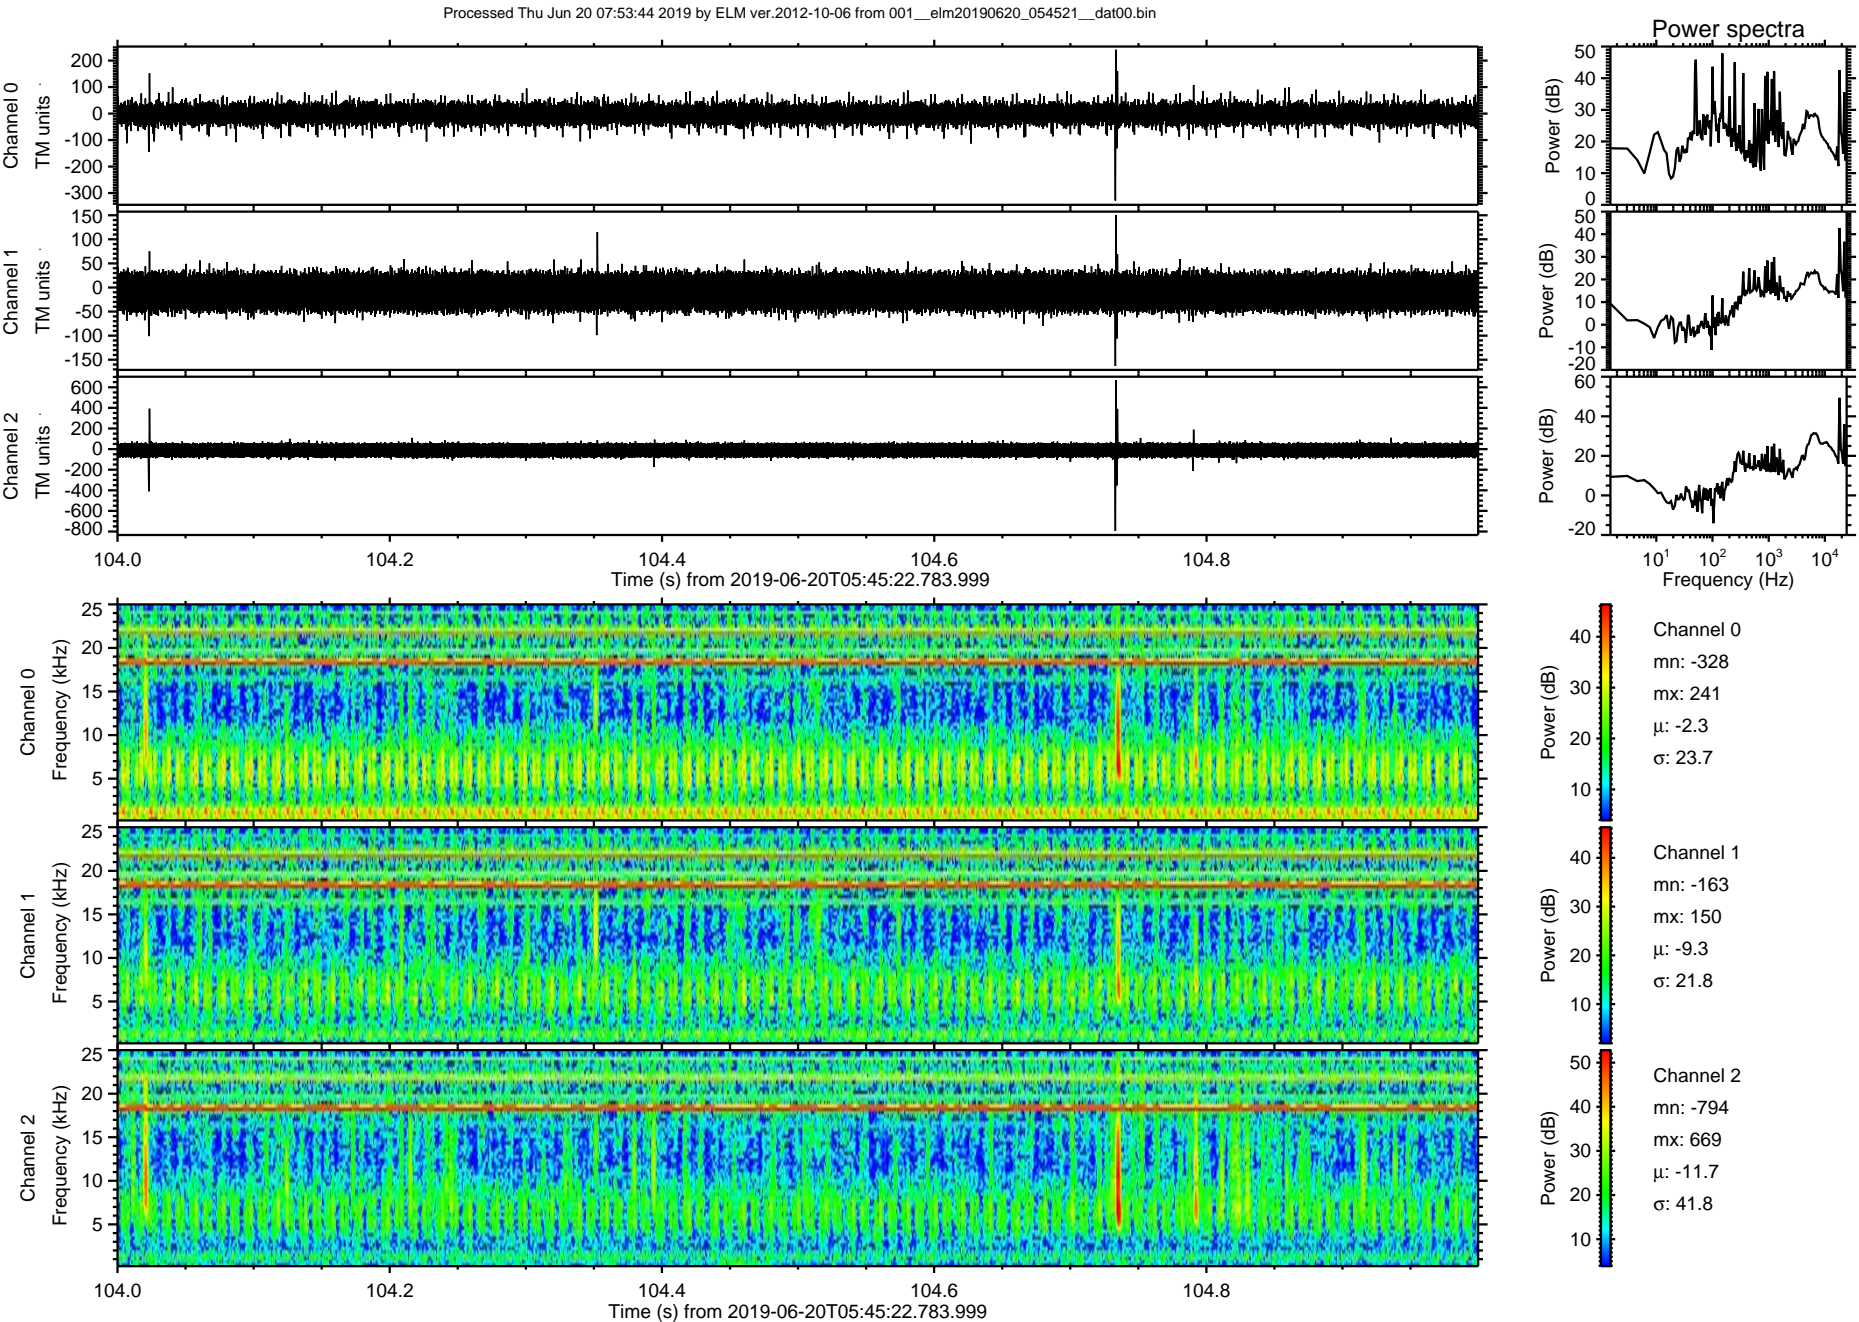 Processed Thu Jun 20 07:53:44 2019 by ELM ver.2012-10-06 from 001__elm20190620_054521__dat00.bin
Power spectra
Channel 0
TM units
200
100
0
-100
-200
-300
Power (dB)
50
40
30
20
10
0
Channel 1
TM units
150
100
50
0
-50
-100
-150
Power (dB)
50
40
30
20
10
0
-10
-20
Channel 2
TM units
600
400
200
0
-200
-400
-600
-800
Power (dB)
60
40
20
0
-20
104.0 104.2 104.4 104.6 104.8
Time (s) from 2019-06-20T05:45:22.783.999
10¹ 10² 10³ 10⁴
Frequency (Hz)
Channel 0
Frequency (kHz)
25
20
15
10
5
Power (dB)
40
30
20
10
Channel 0
mn: -328
mx: 241
μ: -2.3
σ: 23.7
Channel 1
Frequency (kHz)
25
20
15
10
5
Power (dB)
40
30
20
10
Channel 1
mn: -163
mx: 150
μ: -9.3
σ: 21.8
Channel 2
Frequency (kHz)
25
20
15
10
5
Power (dB)
50
40
30
20
10
Channel 2
mn: -794
mx: 669
μ: -11.7
σ: 41.8
104.0 104.2 104.4 104.6 104.8
Time (s) from 2019-06-20T05:45:22.783.999